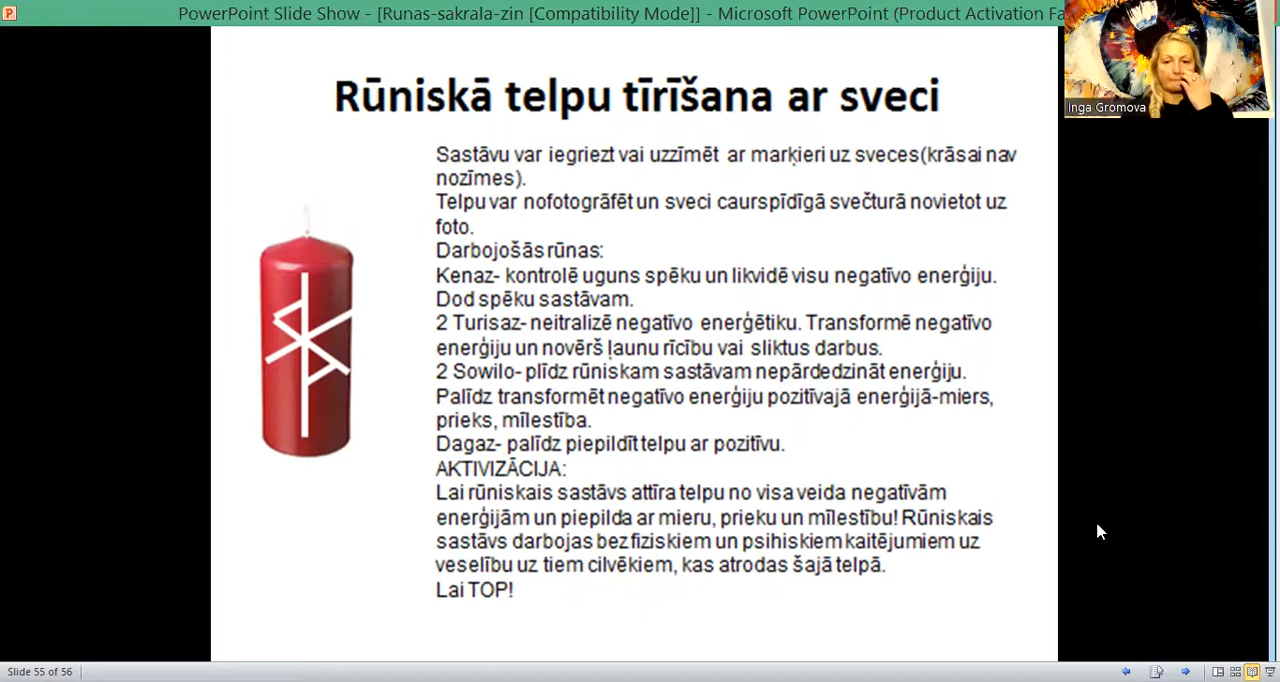 PowerPoint Slide Show - [Runas-sakrala-zin [Compatibility Mode]] - Microsoft PowerPoint (Product Activation Fa
Inga Gromova
Rūniskā telpu tīrīšana ar sveci
Sastāvu var iegriezt vai uzzīmēt ar marķieri uz sveces(krāsai nav
nozīmes).
Telpu var nofotogrāfēt un sveci caurspīdīgā svečturā novietot uz
foto.
Darbojošās rūnas:
Kenaz- kontrolē uguns spēku un likvidē visu negatīvo enerģiju.
Dod spēku sastāvam.
2 Turisaz- neitralizē negatīvo enerģētiku. Transformē negatīvo
enerģiju un novērš ļaunu rīcību vai sliktus darbus.
2 Sowilo- plīdz rūniskam sastāvam nepārdedzināt enerģiju.
Palīdz transformēt negatīvo enerģiju pozitīvajā enerģijā-miers,
prieks, mīlestība.
Dagaz- palīdz piepildīt telpu ar pozitīvu.
AKTIVIZĀCIJA:
Lai rūniskais sastāvs attīra telpu no visa veida negatīvām
enerģijām un piepilda ar mieru, prieku un mīlestību! Rūniskais
sastāvs darbojas bez fiziskiem un psihiskiem kaitējumiem uz
veselību uz tiem cilvēkiem, kas atrodas šajā telpā.
Lai TOP!
Slide 55 of 56